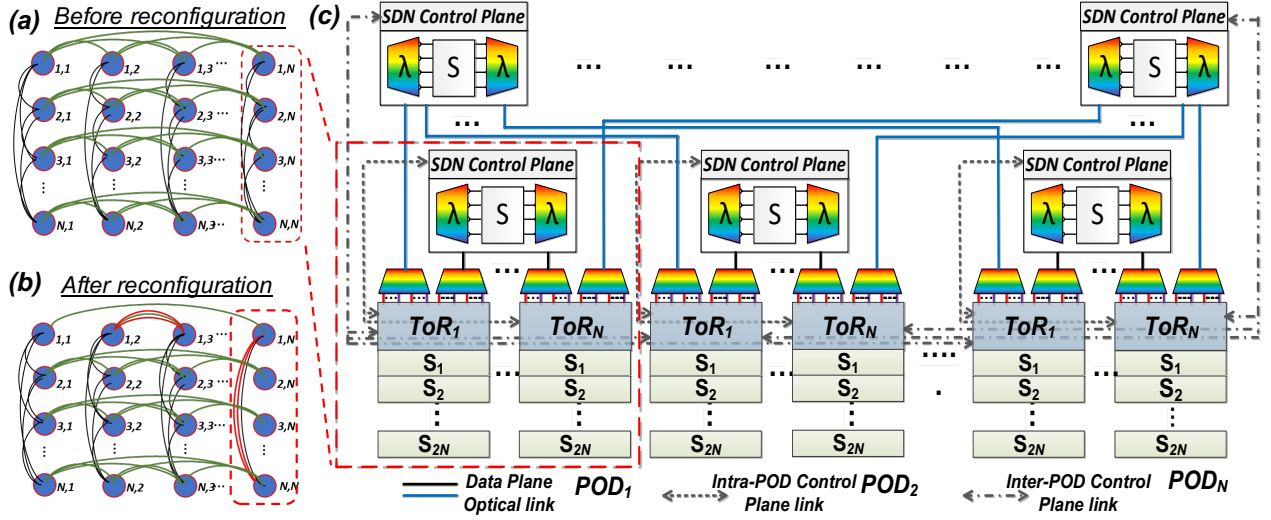 (a) Before reconfiguration
1,1 1,2 1,3 ... 1,N
2,1 2,2 2,3 ... 2,N
3,1 3,2 3,3 ... 3,N
... ... ... ...
N,1 N,2 N,3 ... N,N
(b) After reconfiguration
1,1 1,2 1,3 ... 1,N
2,1 2,2 2,3 ... 2,N
3,1 3,2 3,3 ... 3,N
... ... ... ...
N,1 N,2 N,3 ... N,N
(c)
SDN Control Plane SDN Control Plane
λ S λ ... ... ... ... ... ... λ S λ
... ...
SDN Control Plane SDN Control Plane SDN Control Plane
λ S λ λ S λ λ S λ
... ... ...
ToR1 ToRN ToR1 ToRN ToR1 ToRN
S1 S1 S1 S1 S1 S1
S2 S2 S2 S2 S2 S2
... ... ... ... ... ...
S2N S2N S2N S2N S2N S2N
POD1 POD2 PODN
Data Plane
Optical link
Intra-POD Control
Plane link
Inter-POD Control
Plane link